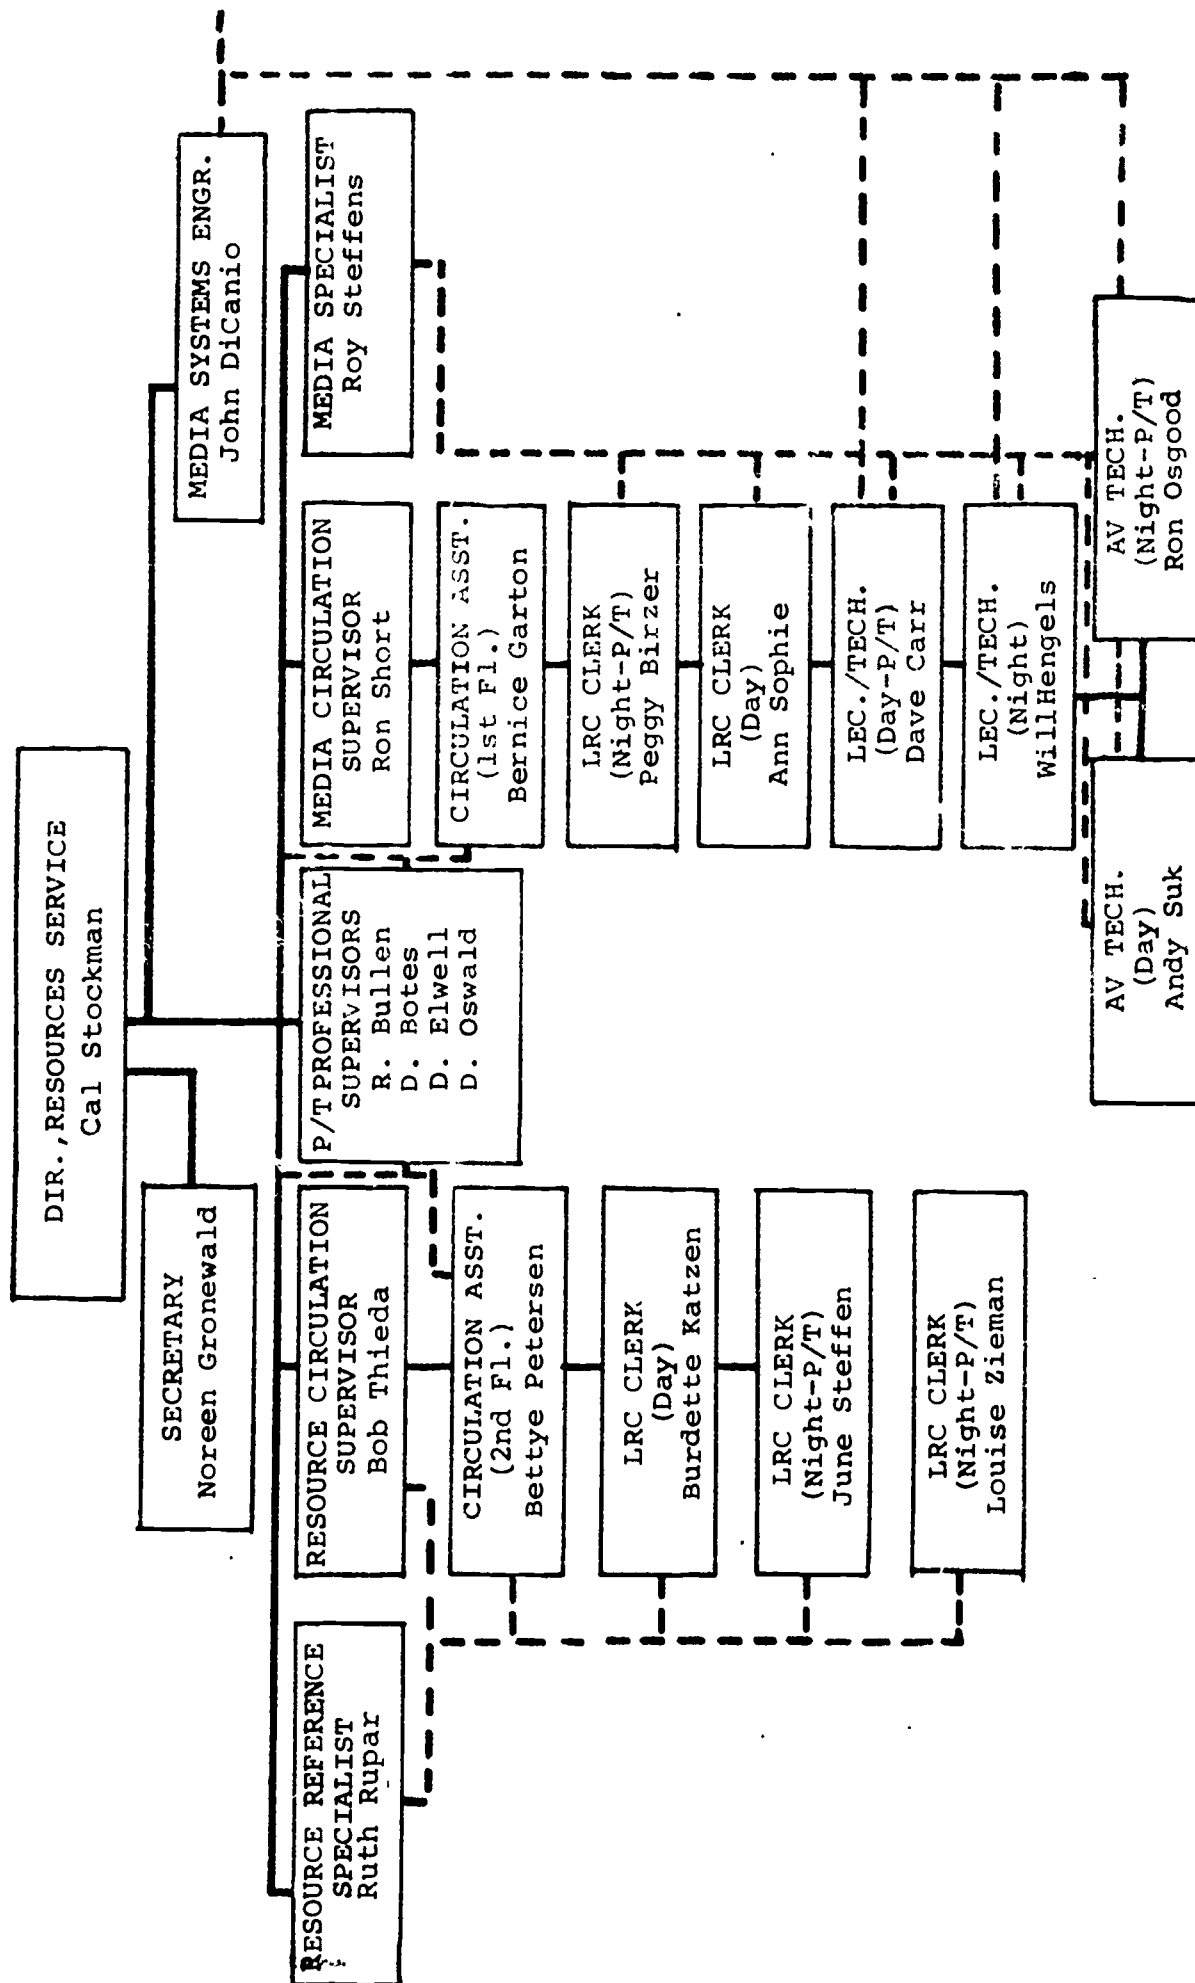 DIR.,RESOURCES SERVICE
Cal Stockman
SECRETARY
Noreen Gronewald
MEDIA SYSTEMS ENGR.
John DiCanio
RESOURCE REFERENCE
SPECIALIST
Ruth Rupar
RESOURCE CIRCULATION
SUPERVISOR
Bob Thieda
P/T PROFESSIONAL
SUPERVISORS
R. Bullen
D. Botes
D. Elwell
D. Oswald
MEDIA CIRCULATION
SUPERVISOR
Ron Short
MEDIA SPECIALIST
Roy Steffens
CIRCULATION ASST.
(2nd Fl.)
Bettye Petersen
LRC CLERK
(Day)
Burdette Katzen
LRC CLERK
(Night-P/T)
June Steffen
LRC CLERK
(Night-P/T)
Louise Zieman
CIRCULATION ASST.
(1st Fl.)
Bernice Garton
LRC CLERK
(Night-P/T)
Peggy Birzer
LRC CLERK
(Day)
Ann Sophie
LEC./TECH.
(Day-P/T)
Dave Carr
LEC./TECH.
(Night)
WillHengels
AV TECH.
(Day)
Andy Suk
AV TECH.
(Night-P/T)
Ron Osgood